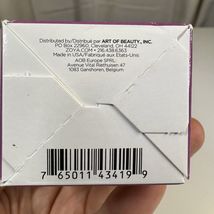 Distributed by/Distribué par ART OF BEAUTY, INC.
PO Box 22960, Cleveland, OH 44122
ZOYA.COM • 216.438.6363
Made in USA/Fabriqué aux Etats-Unis
AOB Europe SPRL
Avenue Vital Riethuisen 47
1083 Ganshoren, Belgium
7 65011 43419 9